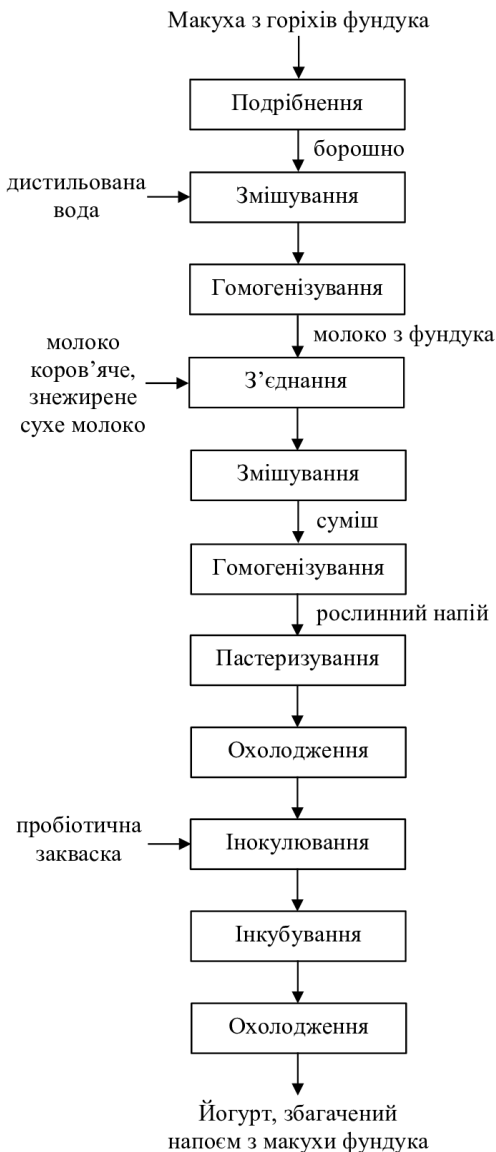 Макуха з горіхів фундука
Подрібнення
борошно
дистильована
вода
Змішування
Гомогенізування
молоко з фундука
молоко
коров’яче,
знежирене
сухе молоко
З’єднання
Змішування
суміш
Гомогенізування
рослинний напій
Пастеризування
Охолодження
пробіотична
закваска
Інокулювання
Інкубування
Охолодження
Йогурт, збагачений
напоєм з макухи фундука